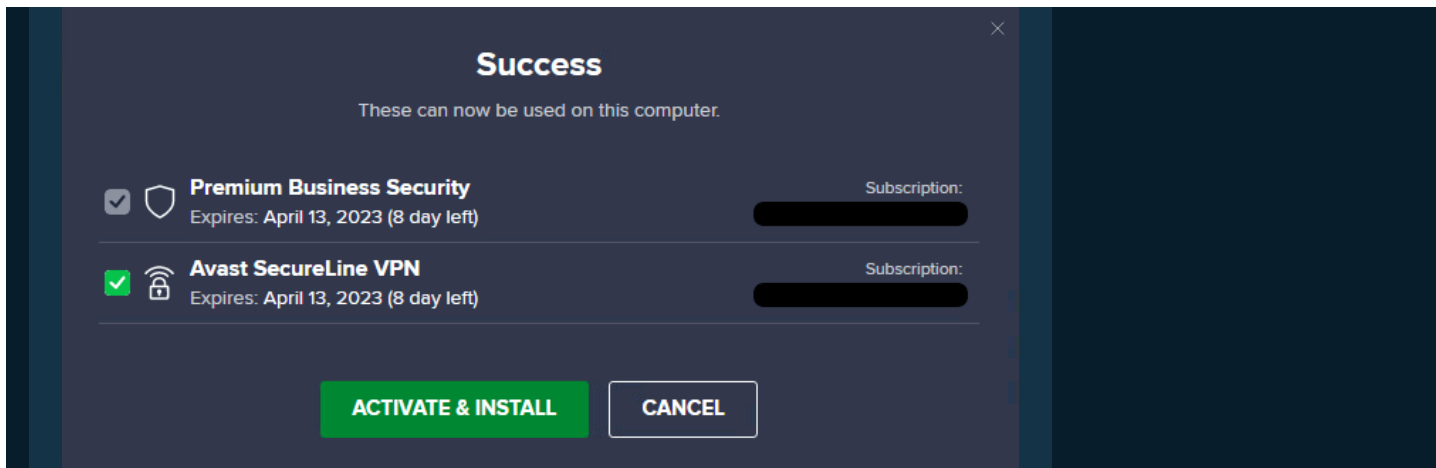 Success
These can now be used on this computer.
Premium Business Security
Subscription:
Expires: April 13, 2023 (8 day left)
Avast SecureLine VPN
Subscription:
Expires: April 13, 2023 (8 day left)
ACTIVATE & INSTALL
CANCEL